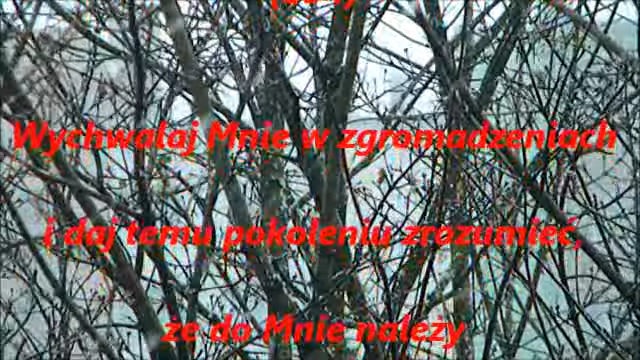 Wychwalaj Mnie w zgromadzeniach
i daj temu pokoleniu zrozumieć,
że do Mnie należy